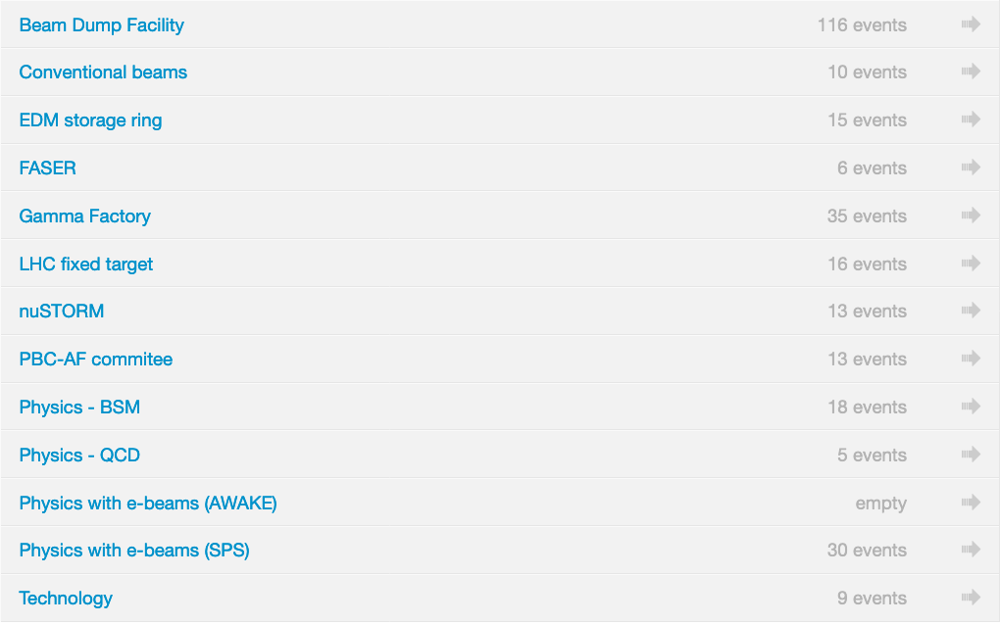 Beam Dump Facility 116 events
Conventional beams 10 events
EDM storage ring 15 events
FASER 6 events
Gamma Factory 35 events
LHC fixed target 16 events
nuSTORM 13 events
PBC-AF commitee 13 events
Physics - BSM 18 events
Physics - QCD 5 events
Physics with e-beams (AWAKE) empty
Physics with e-beams (SPS) 30 events
Technology 9 events